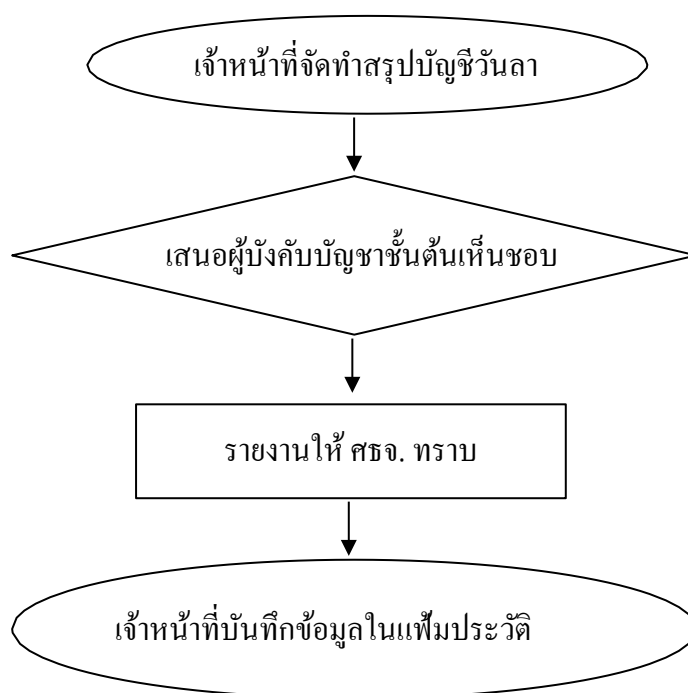 เจ้าหน้าที่จัดทำสรุปบัญชีวันลา
เสนอผู้บังคับบัญชาชั้นต้นเห็นชอบ
รายงานให้ ศธจ. ทราบ
เจ้าหน้าที่บันทึกข้อมูลในแฟ้มประวัติ